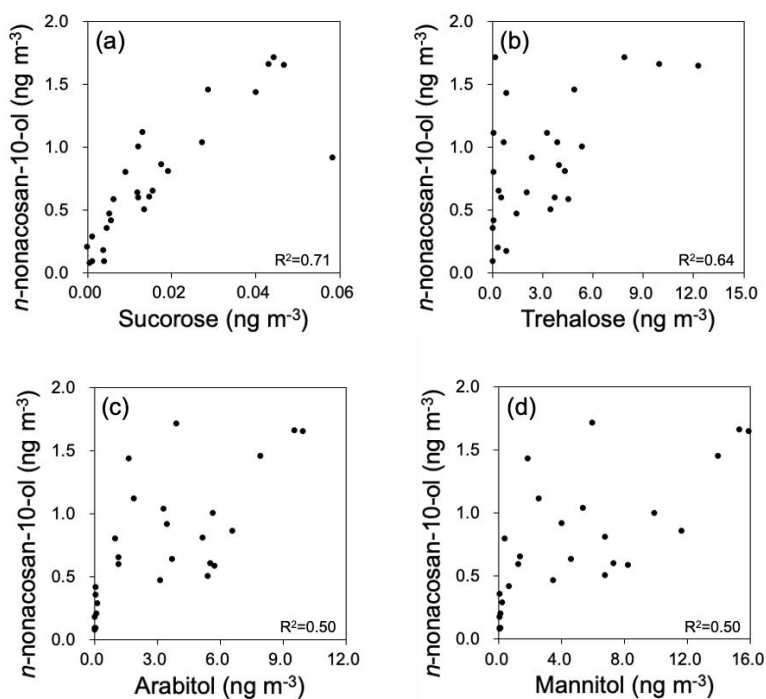 (a)
n-nonacosan-10-ol (ng m-3)
2.0
1.5
1.0
0.5
0.0
R2=0.71
0.00 0.02 0.04 0.06
Sucorose (ng m-3)
(b)
n-nonacosan-10-ol (ng m-3)
2.0
1.5
1.0
0.5
0.0
R2=0.64
0.0 3.0 6.0 9.0 12.0 15.0
Trehalose (ng m-3)
(c)
n-nonacosan-10-ol (ng m-3)
2.0
1.5
1.0
0.5
0.0
R2=0.50
0.0 3.0 6.0 9.0 12.0
Arabitol (ng m-3)
(d)
n-nonacosan-10-ol (ng m-3)
2.0
1.5
1.0
0.5
0.0
R2=0.50
0.0 4.0 8.0 12.0 16.0
Mannitol (ng m-3)